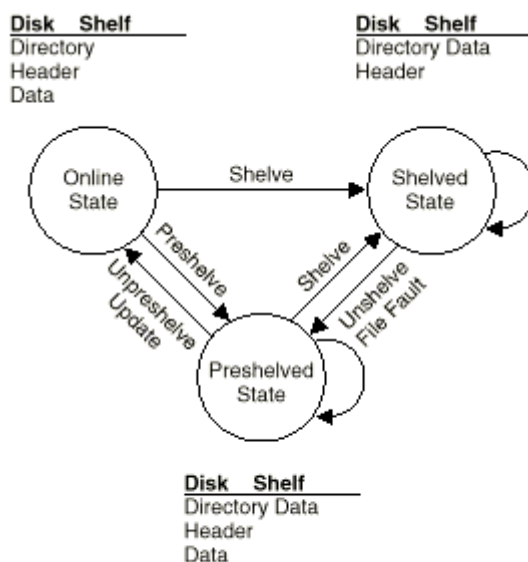 Disk Shelf
Directory
Header
Data
Disk Shelf
Directory Data
Header
Online
State
Shelve
Shelved
State
Preshelve
Unpreshelve
Update
Shelve
Unshelve
File Fault
Preshelved
State
Disk Shelf
Directory Data
Header
Data